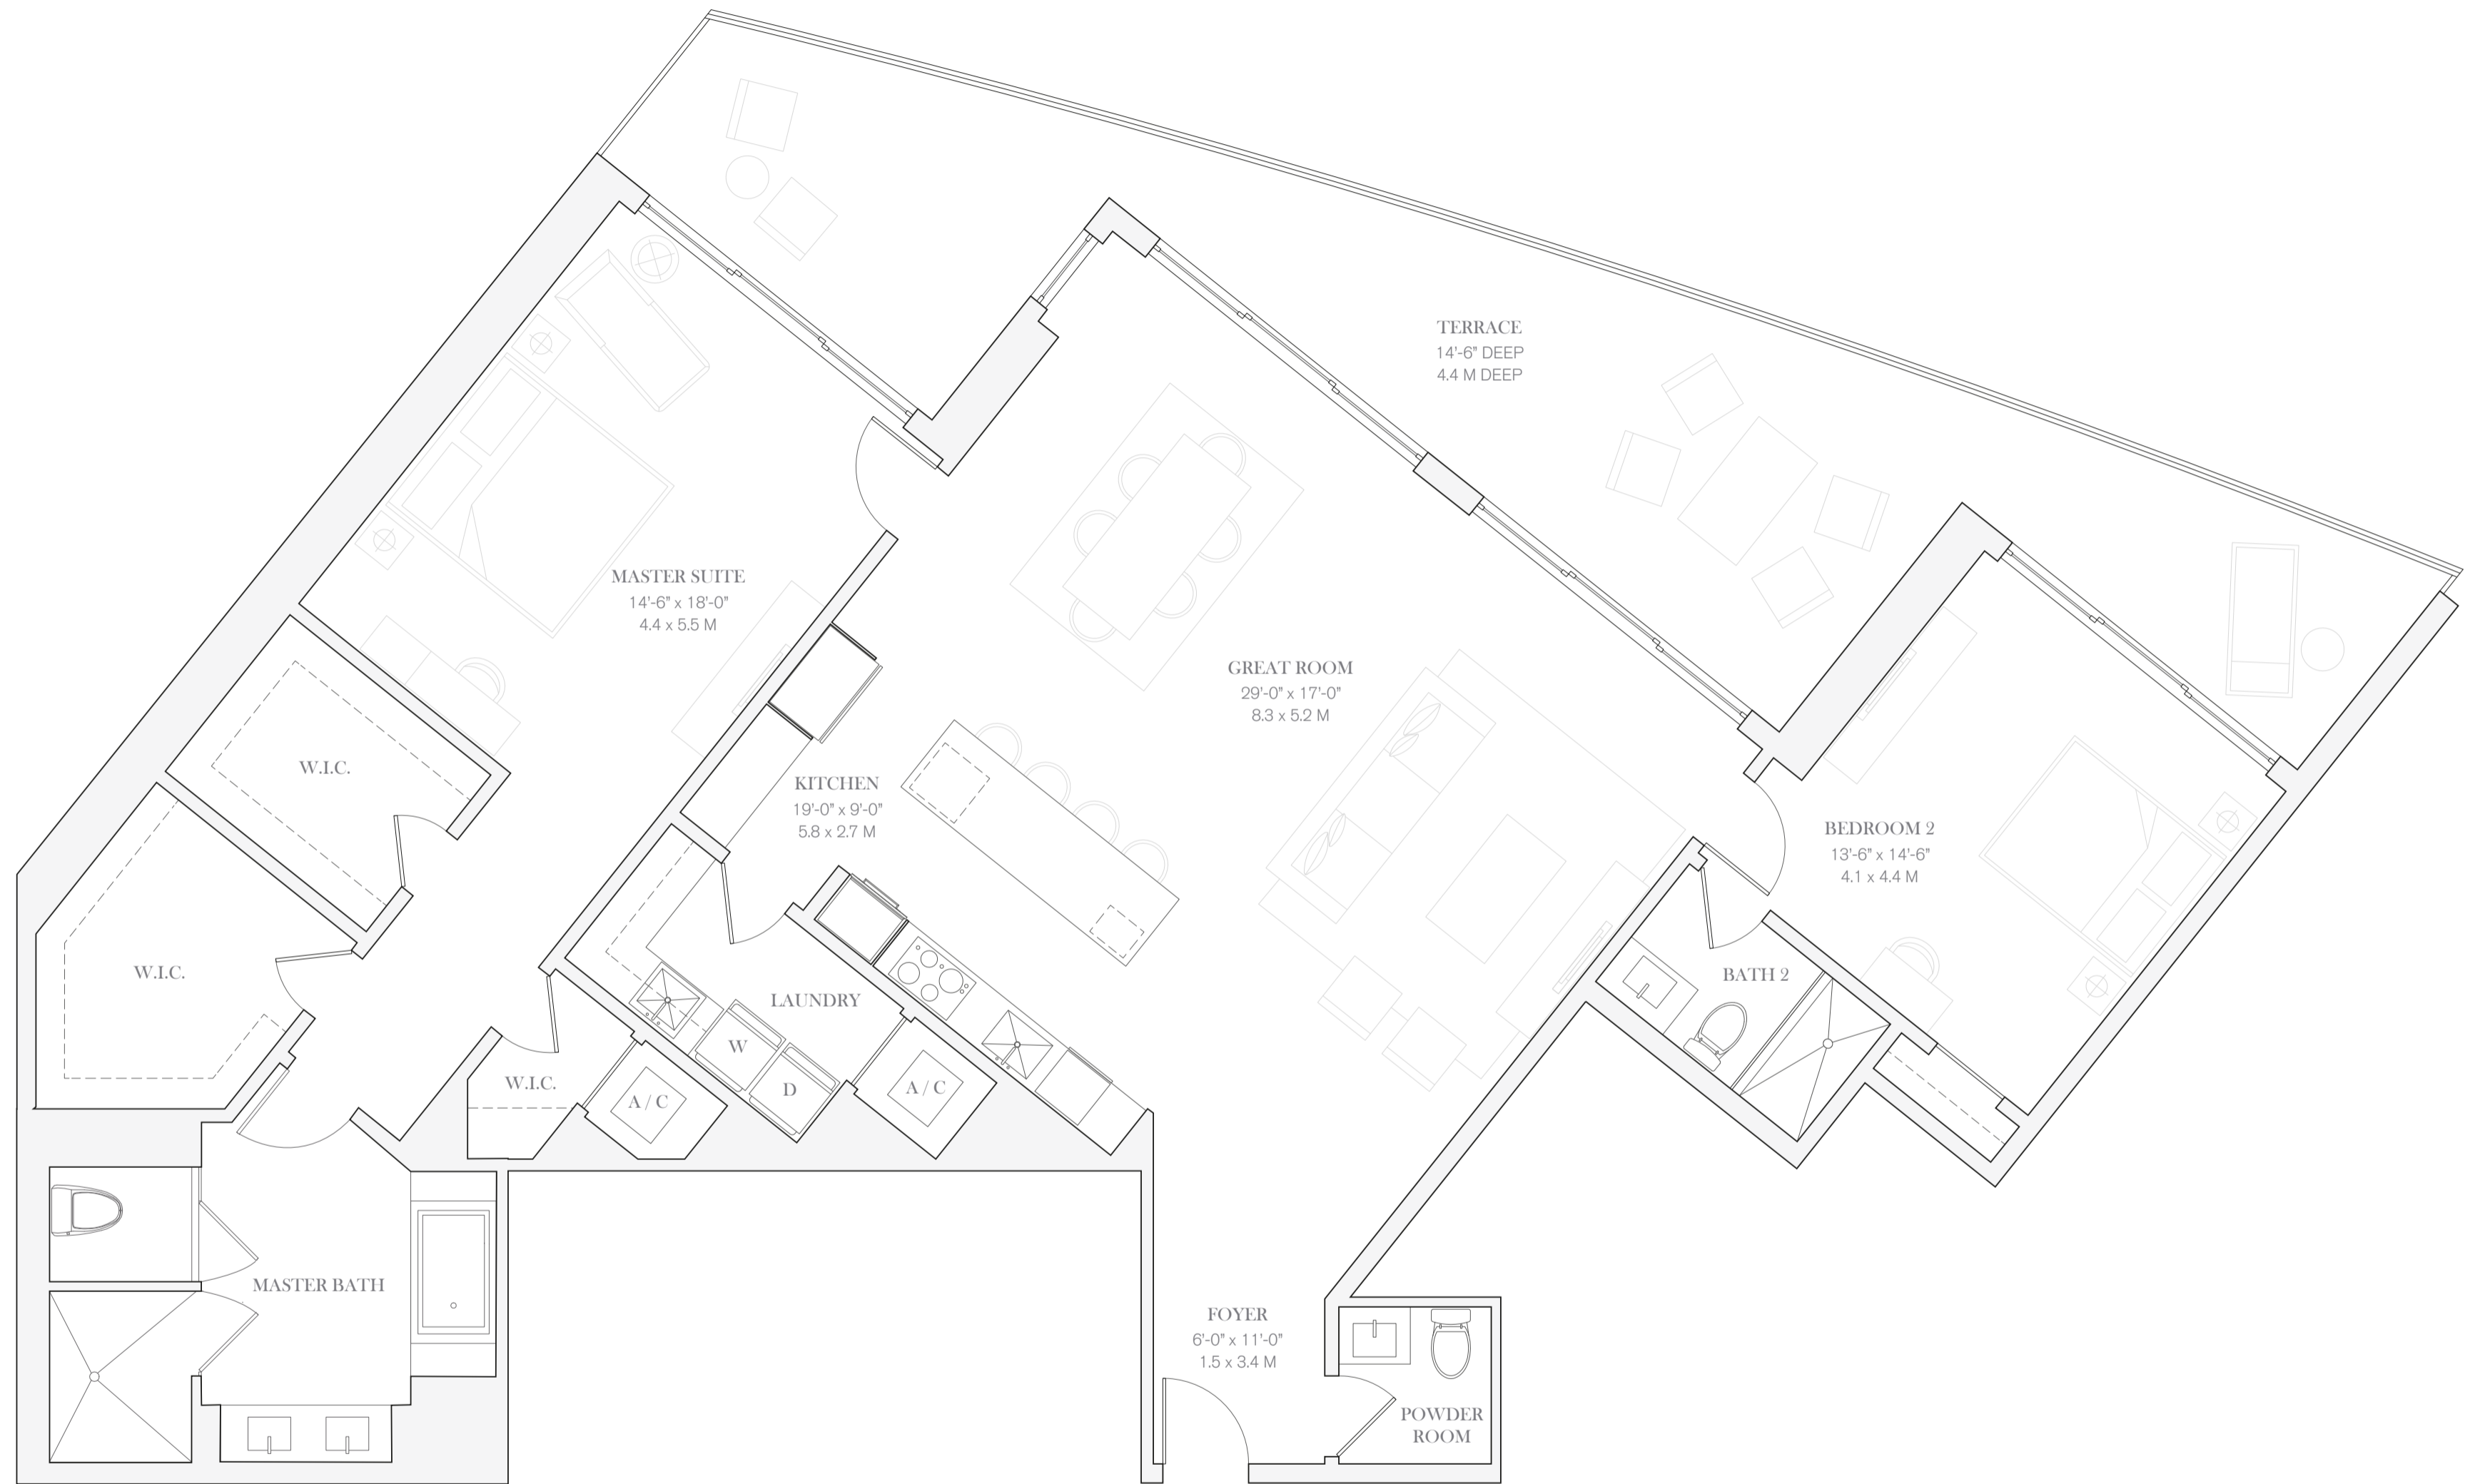 TERRACE
14'-6" DEEP
4.4 M DEEP
MASTER SUITE
14'-6" x 18'-0"
4.4 x 5.5 M
GREAT ROOM
29'-0" x 17'-0"
8.3 x 5.2 M
W.I.C.
KITCHEN
19'-0" x 9'-0"
5.8 x 2.7 M
BEDROOM 2
13'-6" x 14'-6"
4.1 x 4.4 M
W.I.C.
BATH 2
LAUNDRY
W
D
W.I.C.
A / C
A / C
MASTER BATH
FOYER
6'-0" x 11'-0"
1.5 x 3.4 M
POWDER
ROOM